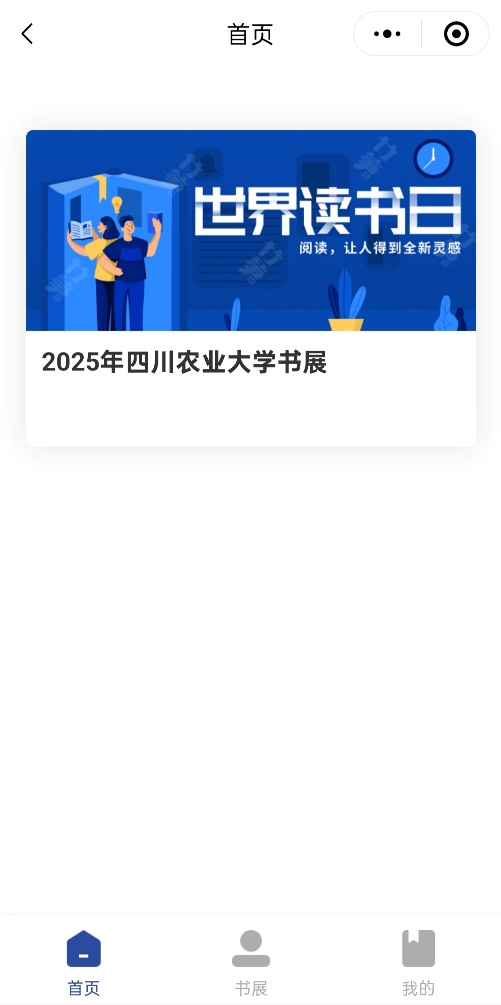 首页
世界读书日
阅读，让人得到全新灵感
2025年四川农业大学书展
首页
书展
我的